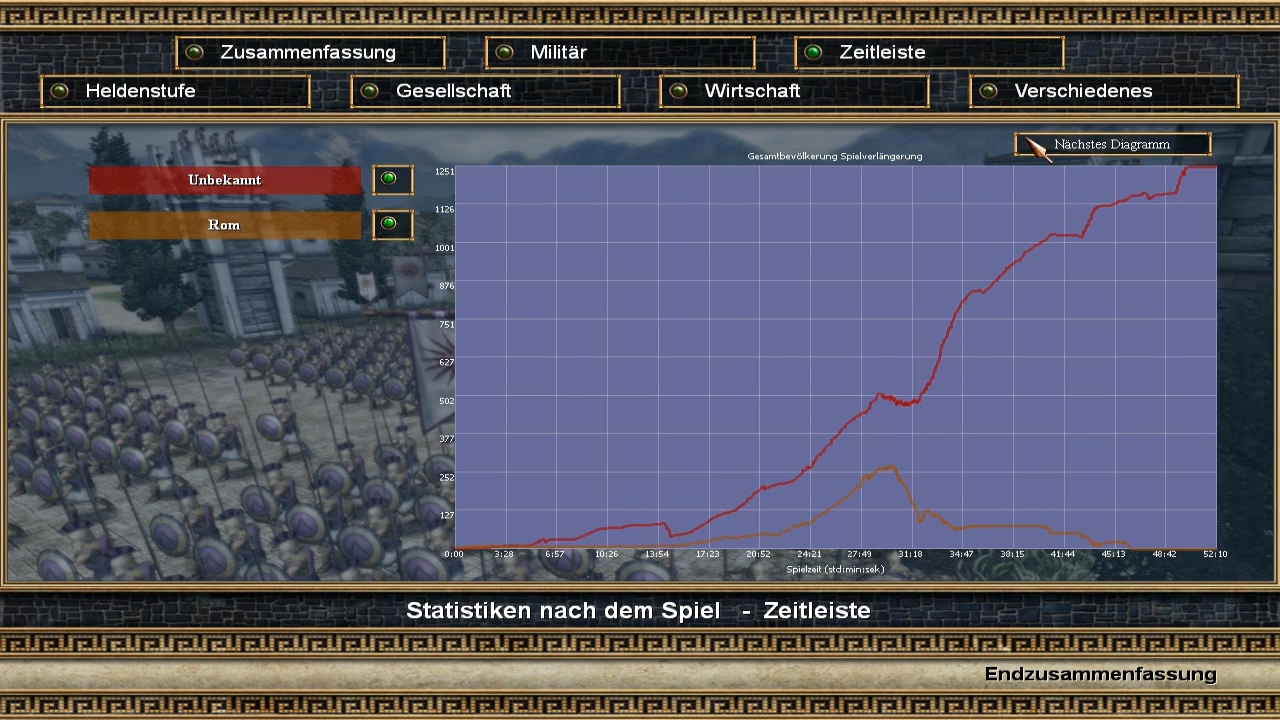 Zusammenfassung
Militär
Zeitleiste
Heldenstufe
Gesellschaft
Wirtschaft
Verschiedenes
Nächstes Diagramm
Gesamtbevölkerung Spielverlängerung
Unbekannt
Rom
1251
1126
1001
876
751
627
502
377
252
127
0:00 3:28 6:57 10:26 13:54 17:23 20:52 24:21 27:49 31:18 34:47 38:15 41:44 45:13 48:42 52:10
Spielzeit (std:min:sek)
Statistiken nach dem Spiel - Zeitleiste
Endzusammenfassung